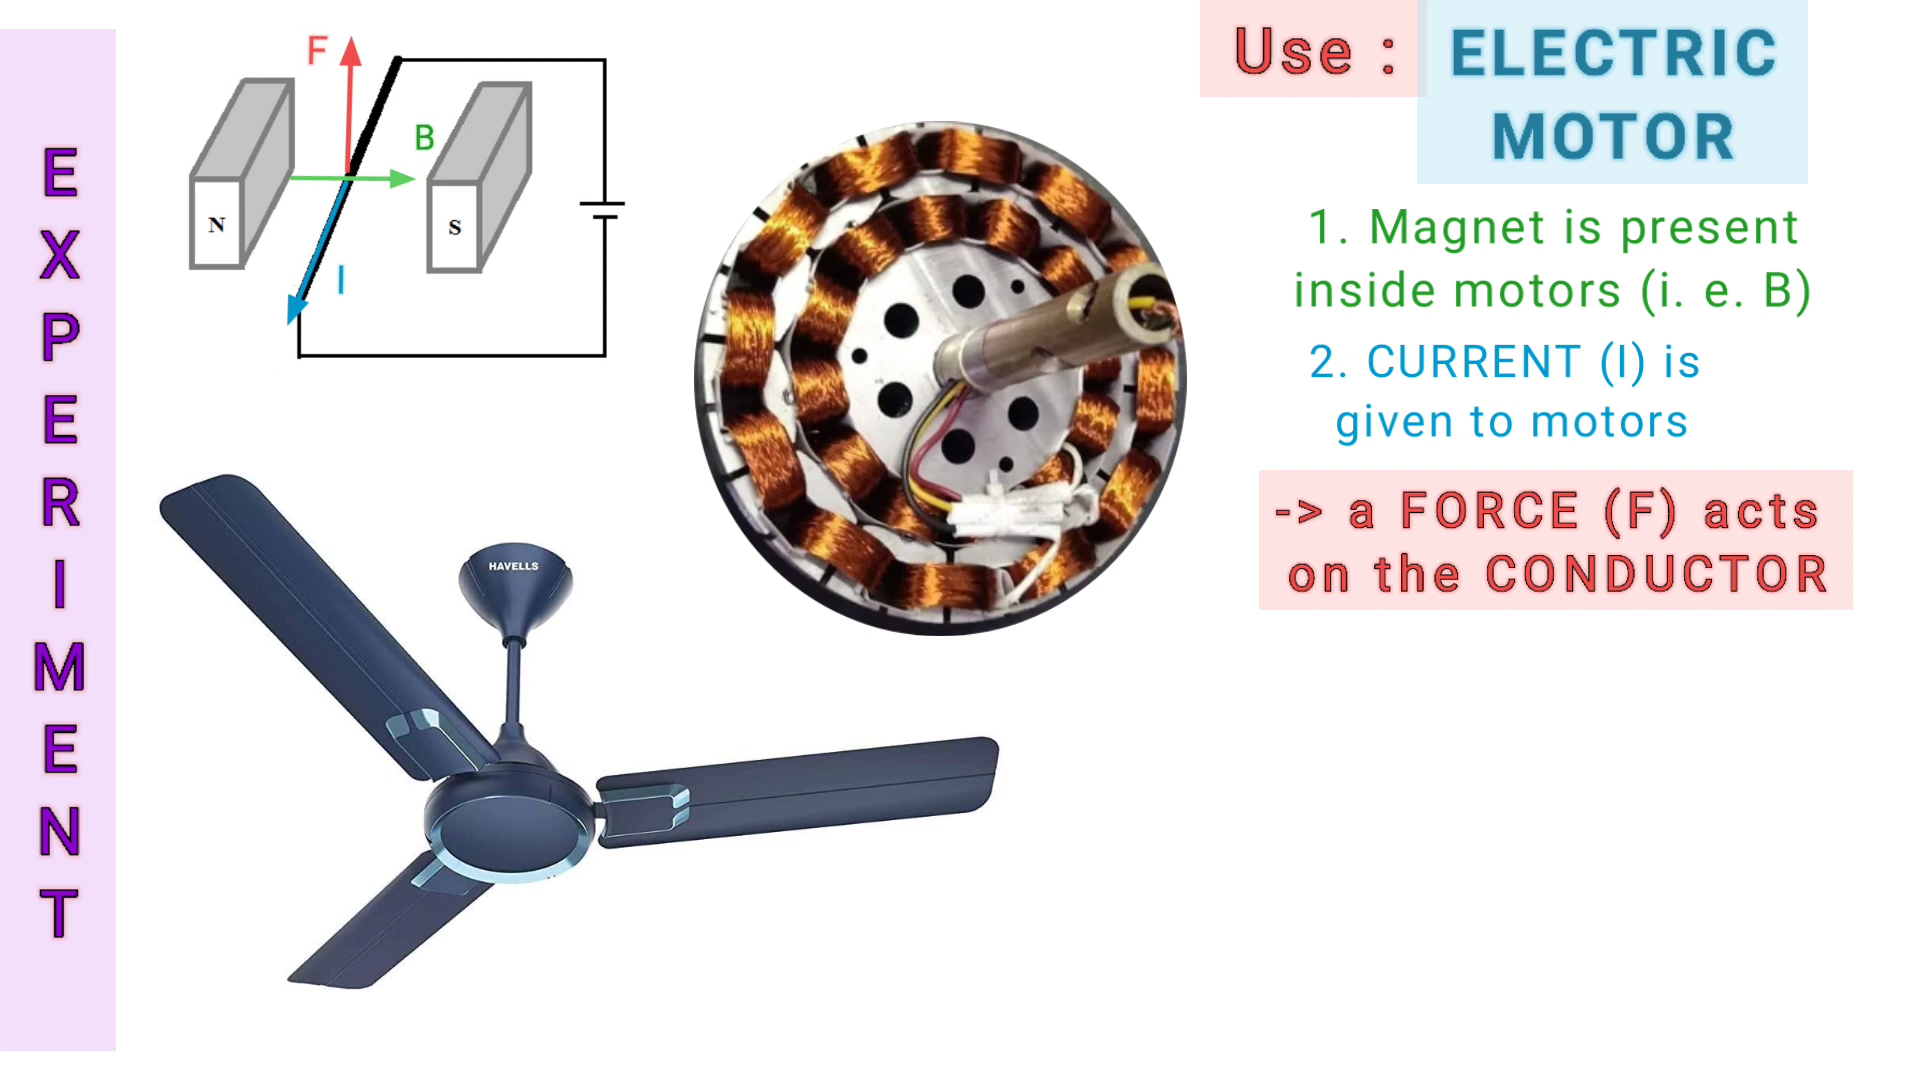 EXPERIMENT
F
B
N
S
I
HAVELLS
Use :
ELECTRIC
MOTOR
1. Magnet is present
inside motors (i. e. B)
2. CURRENT (I) is
given to motors
-> a FORCE (F) acts
on the CONDUCTOR